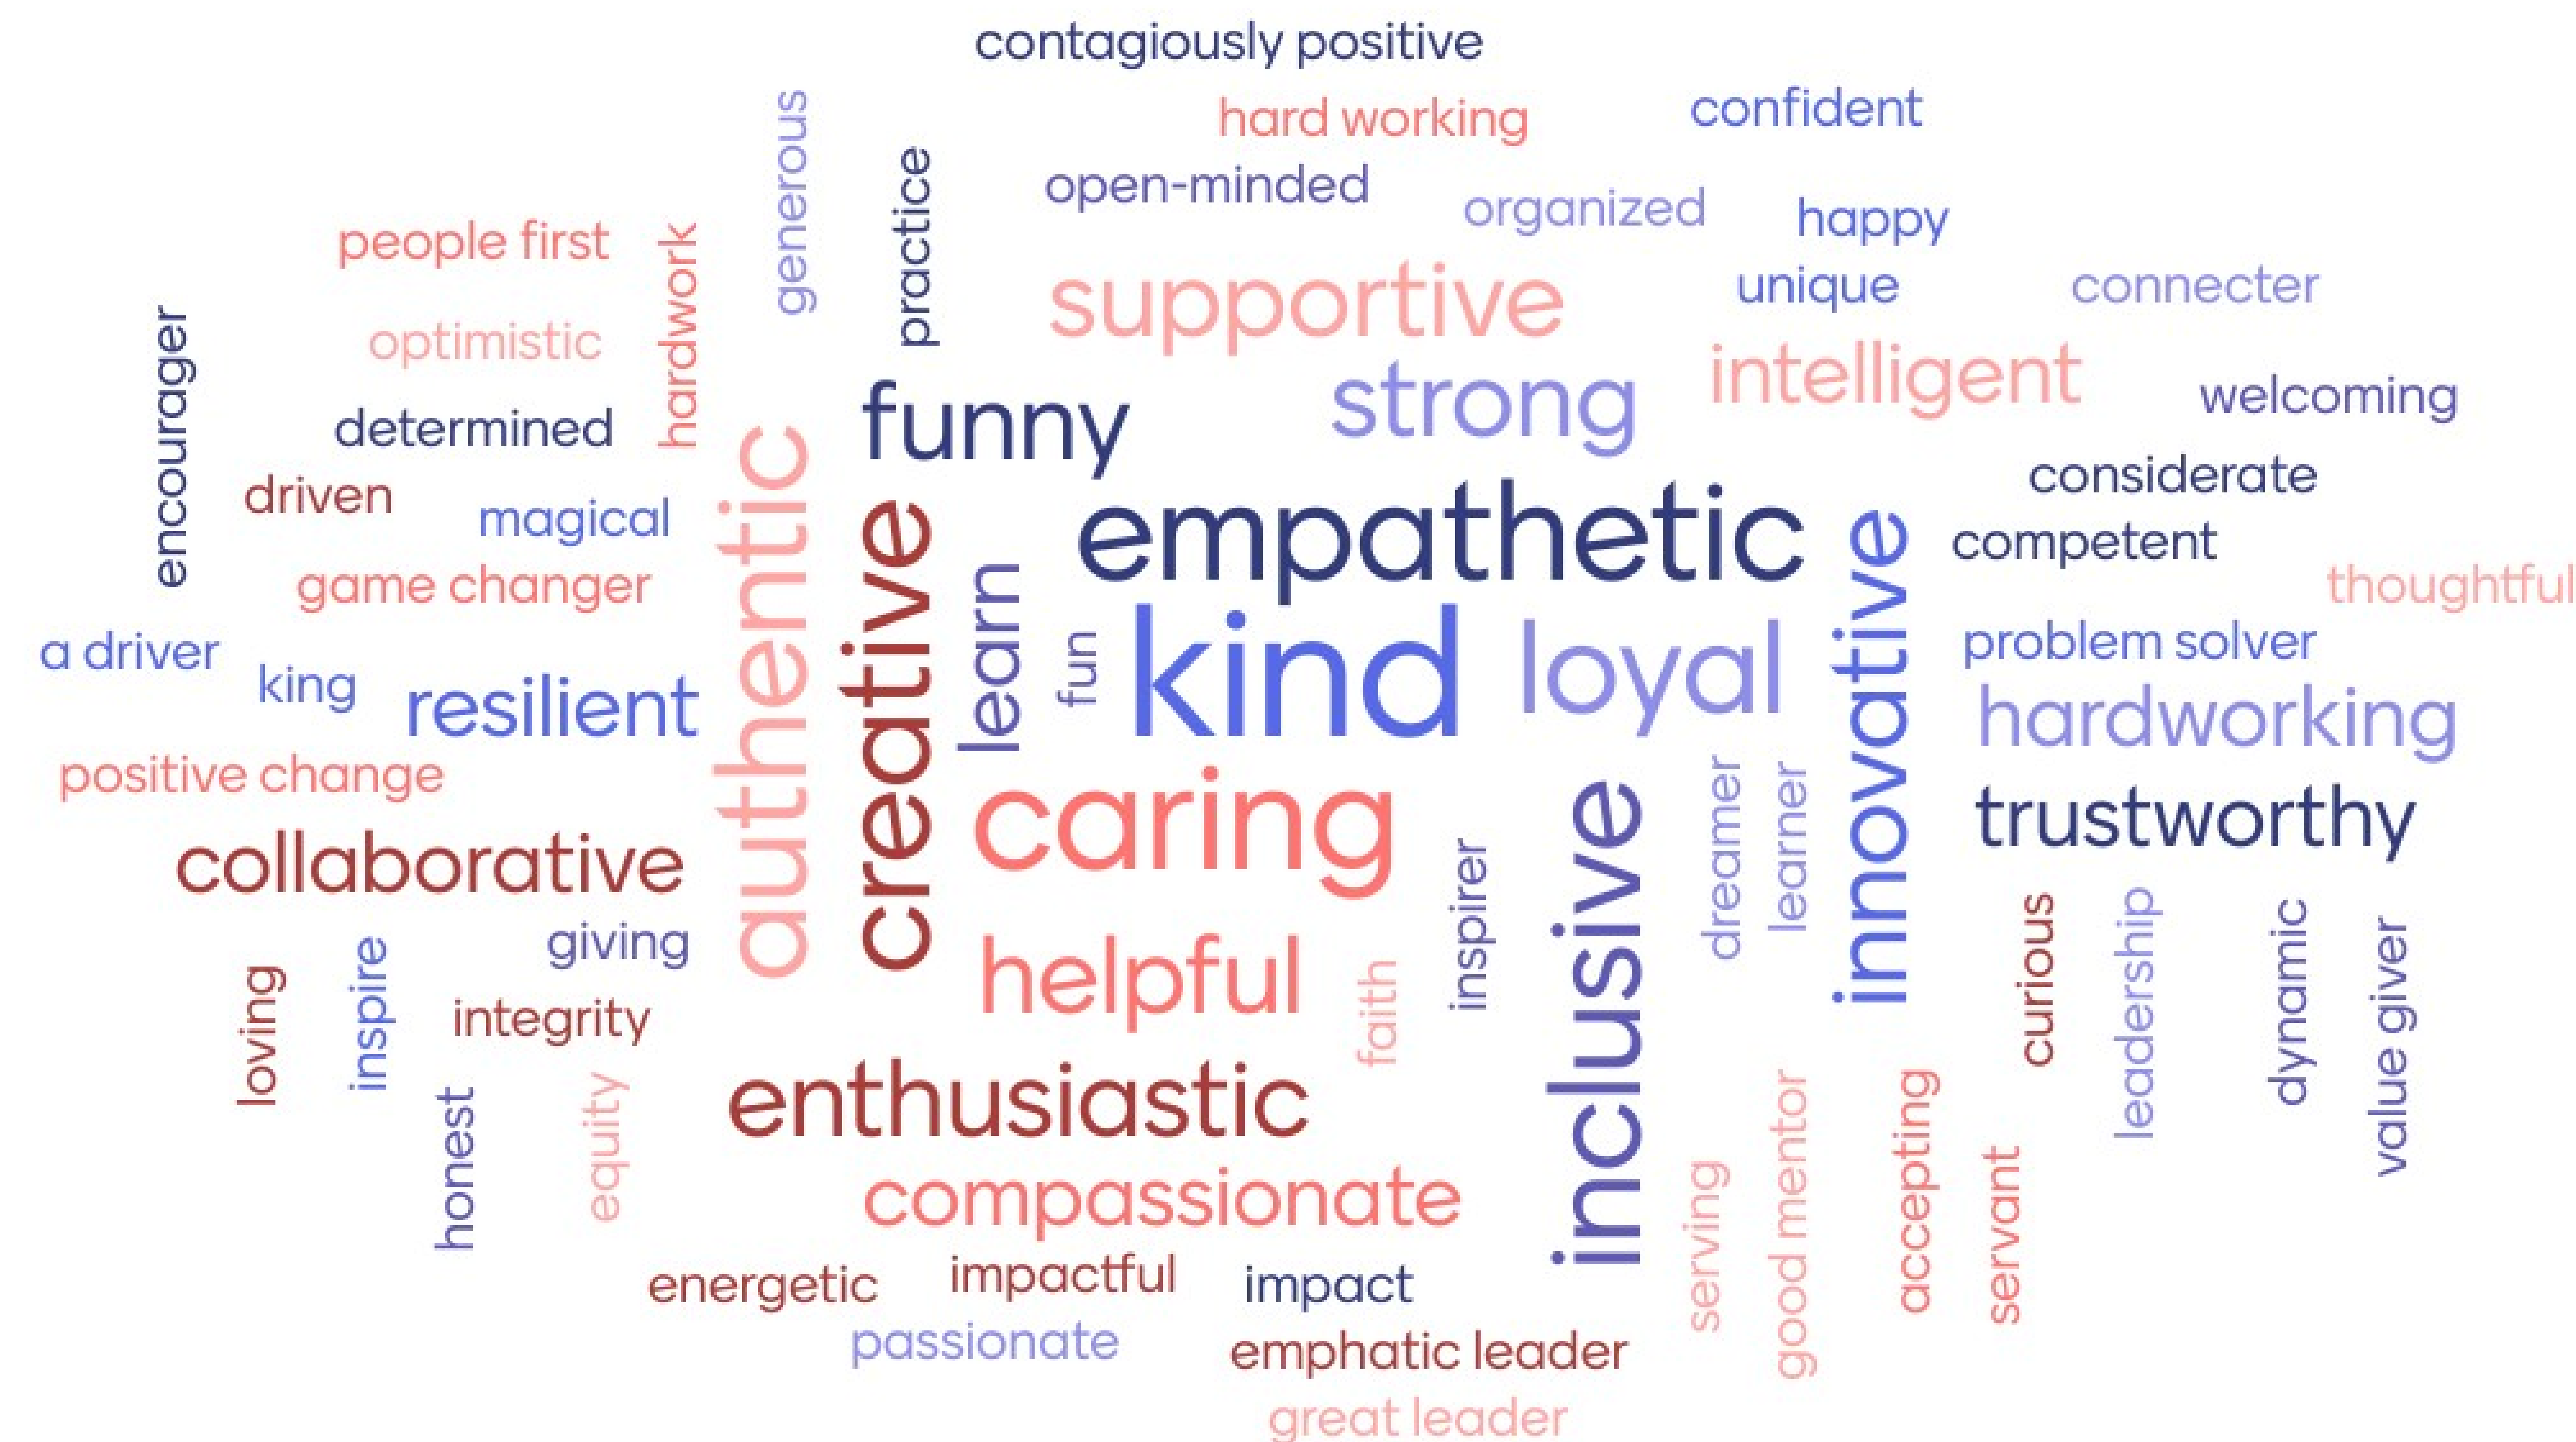 contagiously positive
hard working
confident
generous
practice
open-minded
organized
happy
people first
hardwork
supportive
unique
connecter
encourager
optimistic
determined
funny
strong
intelligent
welcoming
driven
magical
authentic
creative
empathetic
considerate
competent
game changer
learn
innovative
thoughtful
a driver
king
resilient
fun
kind
loyal
problem solver
hardworking
positive change
caring
dreamer
learner
trustworthy
collaborative
inspirer
inclusive
giving
helpful
faith
curious
leadership
dynamic
value giver
loving
inspire
integrity
honest
equity
enthusiastic
compassionate
serving
good mentor
accepting
servant
energetic
impactful
impact
passionate
emphatic leader
great leader